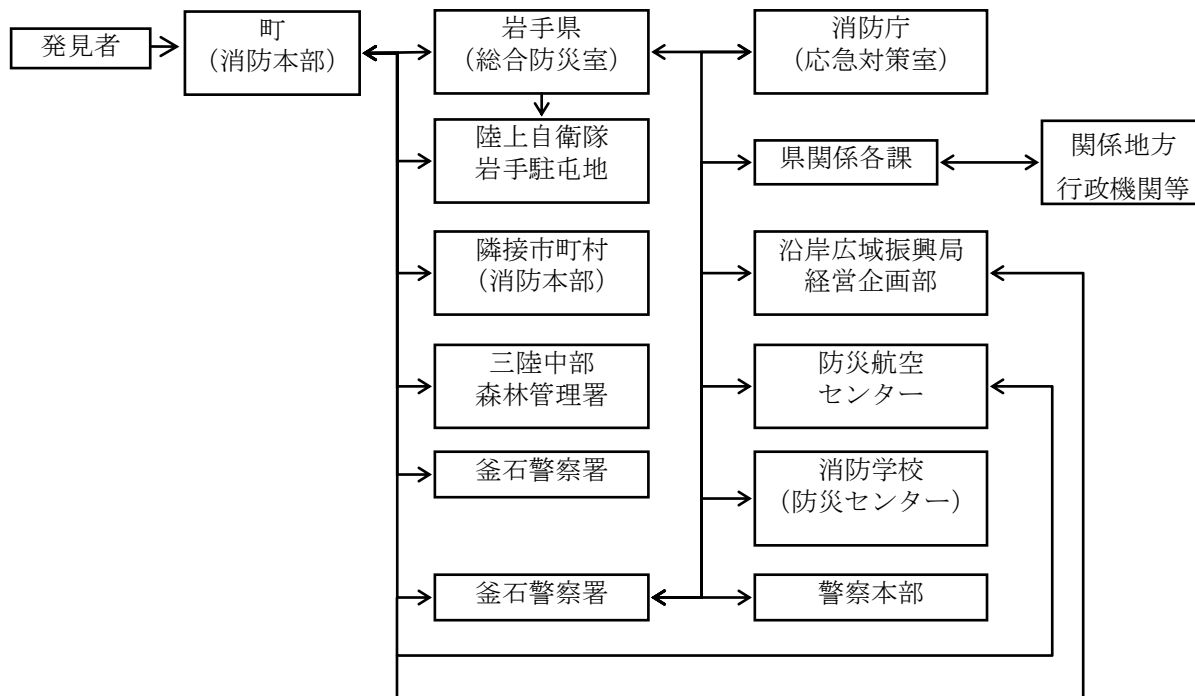 発見者
町
（消防本部）
岩手県
（総合防災室）
消防庁
（応急対策室）
陸上自衛隊
岩手駐屯地
県関係各課
関係地方
行政機関等
隣接市町村
（消防本部）
沿岸広域振興局
経営企画部
三陸中部
森林管理署
防災航空
センター
釜石警察署
消防学校
（防災センター）
釜石警察署
警察本部